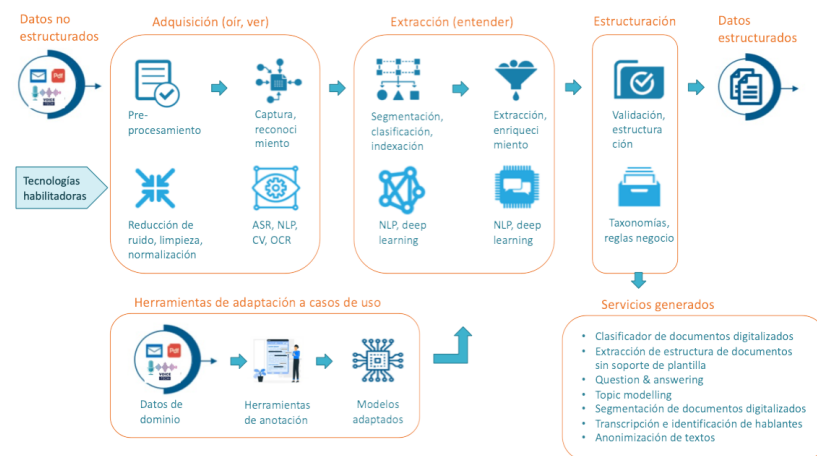 Datos no
estructurados
Adquisición (oír, ver)
Extracción (entender)
Estructuración
Datos
estructurados
Pdf
VOICE
Pre-
procesamiento
Captura,
reconoci
miento
Segmentación,
clasificación,
indexación
Extracción,
enriqueci
miento
Validación,
estructura
ción
Tecnologías
habilitadoras
Reducción de
ruido, limpieza,
normalización
ASR, NLP,
CV, OCR
NLP, deep
learning
NLP, deep
learning
Taxonomías,
reglas negocio
Herramientas de adaptación a casos de uso
Pdf
VOICE
Datos de
dominio
Herramientas
de anotación
Modelos
adaptados
Servicios generados
• Clasificador de documentos digitalizados
• Extracción de estructura de documentos
sin soporte de plantilla
• Question & answering
• Topic modelling
• Segmentación de documentos digitalizados
• Transcripción e identificación de hablantes
• Anonimización de textos